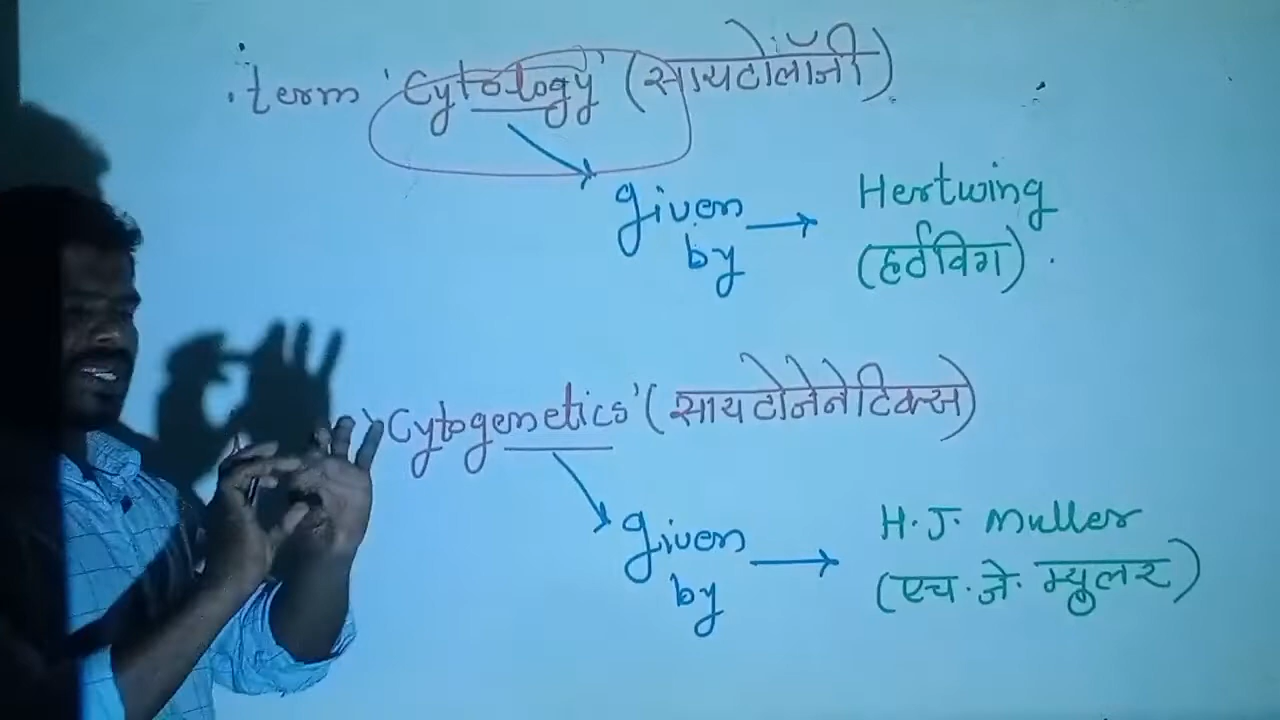 .term 'Cytology' (सायटोलॉजी)
given by → Hertwing
(हर्टविग) .
Cytogenetics' (सायटोजेनेटिक्स)
given by → H.J. Muller
(एच.जे. म्युलर)